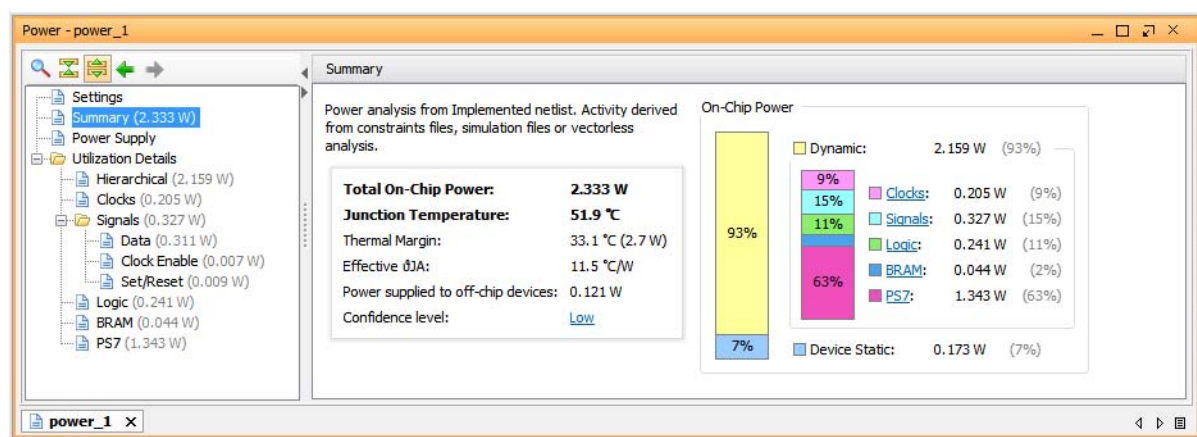 Power - power_1
Settings
Summary (2.333 W)
Power Supply
Utilization Details
Hierarchical (2.159 W)
Clocks (0.205 W)
Signals (0.327 W)
Data (0.311 W)
Clock Enable (0.007 W)
Set/Reset (0.009 W)
Logic (0.241 W)
BRAM (0.044 W)
PS7 (1.343 W)
Summary
Power analysis from Implemented netlist. Activity derived
from constraints files, simulation files or vectorless
analysis.
Total On-Chip Power: 2.333 W
Junction Temperature: 51.9 °C
Thermal Margin: 33.1 °C (2.7 W)
Effective ϑJA: 11.5 °C/W
Power supplied to off-chip devices: 0.121 W
Confidence level: Low
On-Chip Power
93%
7%
Dynamic: 2.159 W (93%)
9%
15%
11%
63%
Clocks: 0.205 W (9%)
Signals: 0.327 W (15%)
Logic: 0.241 W (11%)
BRAM: 0.044 W (2%)
PS7: 1.343 W (63%)
Device Static: 0.173 W (7%)
power_1